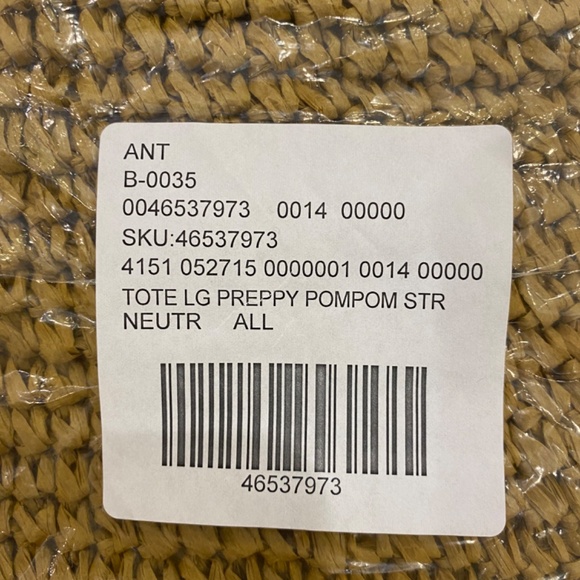 ANT
B-0035
0046537973 0014 00000
SKU:46537973
4151 052715 0000001 0014 00000
TOTE LG PREPPY POMPOM STR
NEUTR ALL
46537973